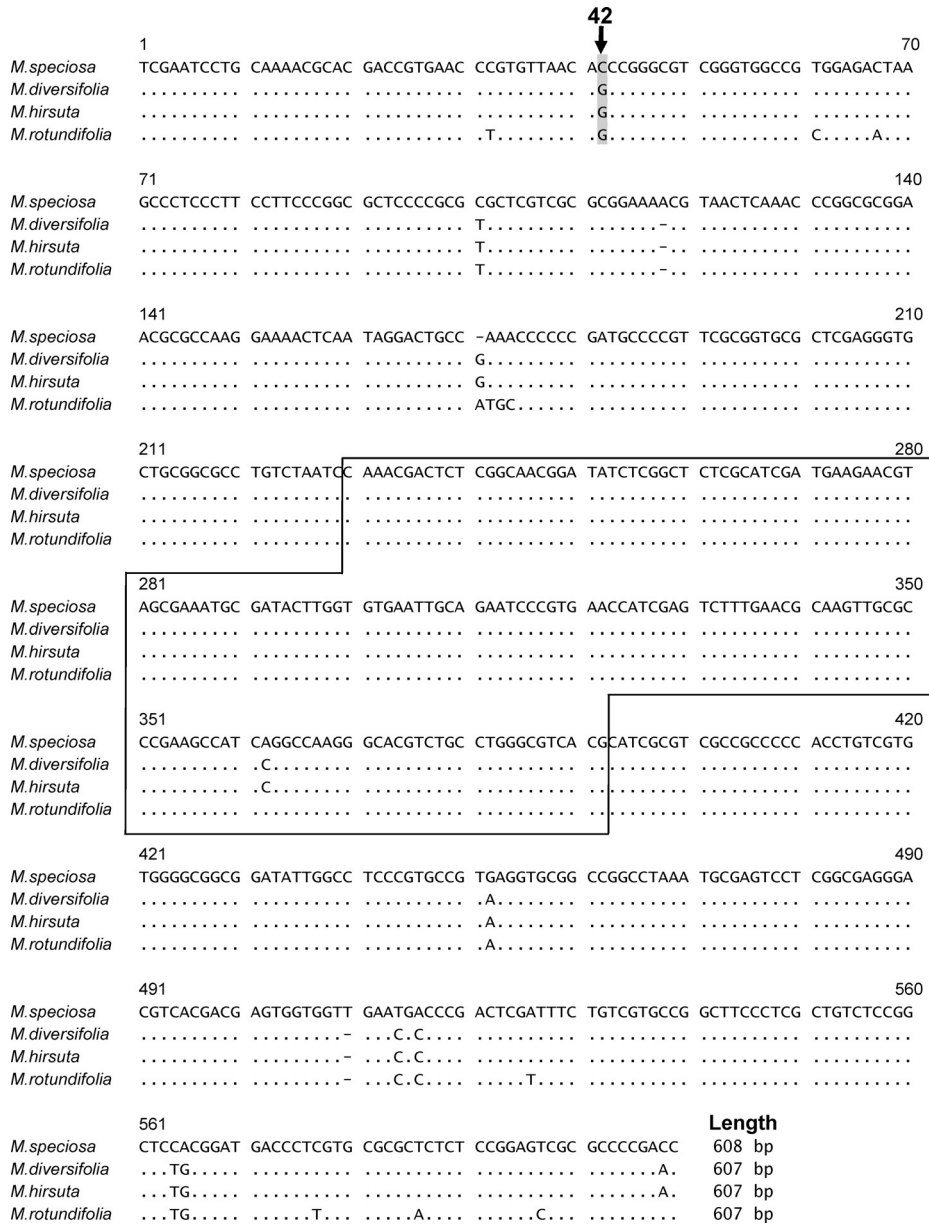 42
1 70
M.speciosa TCGAATCCTG CAAAACGCAC GACCGTGAAC CCGTGTTAAC ACCCGGGCGT CGGGTGGCCG TGGAGACTAA
M.diversifolia .......... .......... .......... .......... .G........ .......... ..........
M.hirsuta .......... .......... .......... .......... .G........ .......... ..........
M.rotundifolia .......... .......... .......... .T........ .G........ .......... C.....A...
71 140
M.speciosa GCCCTCCCTT CCTTCCCGGC GCTCCCCGCG CGCTCGTCGC GCGGAAAACG TAACTCAAAC CCGGCGCGGA
M.diversifolia .......... .......... .......... T......... .......-.. .......... ..........
M.hirsuta .......... .......... .......... T......... .......-.. .......... ..........
M.rotundifolia .......... .......... .......... T......... .......-.. .......... ..........
141 210
M.speciosa ACGCGCCAAG GAAAACTCAA TAGGACTGCC -AAACCCCCC GATGCCCCGT TCGCGGTGCG CTCGAGGGTG
M.diversifolia .......... .......... .......... G......... .......... .......... ..........
M.hirsuta .......... .......... .......... G......... .......... .......... ..........
M.rotundifolia .......... .......... .......... ATGC...... .......... .......... ..........
211 280
M.speciosa CTGCGGCGCC TGTCTAATCC AAACGACTCT CGGCAACGGA TATCTCGGCT CTCGCATCGA TGAAGAACGT
M.diversifolia .......... .......... .......... .......... .......... .......... ..........
M.hirsuta .......... .......... .......... .......... .......... .......... ..........
M.rotundifolia .......... .......... .......... .......... .......... .......... ..........
281 350
M.speciosa AGCGAAATGC GATACTTGGT GTGAATTGCA GAATCCCGTG AACCATCGAG TCTTTGAACG CAAGTTGCGC
M.diversifolia .......... .......... .......... .......... .......... .......... ..........
M.hirsuta .......... .......... .......... .......... .......... .......... ..........
M.rotundifolia .......... .......... .......... .......... .......... .......... ..........
351 420
M.speciosa CCGAAGCCAT CAGGCCAAGG GCACGTCTGC CTGGGCGTCA CGCATCGCGT CGCCGCCCCC ACCTGTCGTG
M.diversifolia .......... .C........ .......... .......... .......... .......... ..........
M.hirsuta .......... .C........ .......... .......... .......... .......... ..........
M.rotundifolia .......... .......... .......... .......... .......... .......... ..........
421 490
M.speciosa TGGGGCGGCG GATATTGGCC TCCCGTGCCG TGAGGTGCGG CCGGCCTAAA TGCGAGTCCT CGGCGAGGGA
M.diversifolia .......... .......... .......... .A........ .......... .......... ..........
M.hirsuta .......... .......... .......... .A........ .......... .......... ..........
M.rotundifolia .......... .......... .......... .A........ .......... .......... ..........
491 560
M.speciosa CGTCACGACG AGTGGTGGTT GAATGACCCG ACTCGATTTC TGTCGTGCCG GCTTCCCTCG CTGTCTCCGG
M.diversifolia .......... .........- ...C.C.... .......... .......... .......... ..........
M.hirsuta .......... .........- ...C.C.... .......... .......... .......... ..........
M.rotundifolia .......... .........- ...C.C.... .....T.... .......... .......... ..........
561 Length
M.speciosa CTCCACGGAT GACCCTCGTG CGCGCTCTCT CCGGAGTCGC GCCCCGACC 608 bp
M.diversifolia ...TG..... .......... .......... .......... .......A. 607 bp
M.hirsuta ...TG..... .......... .......... .......... .......A. 607 bp
M.rotundifolia ...TG..... ......T... .....A.... ......C... ......... 607 bp